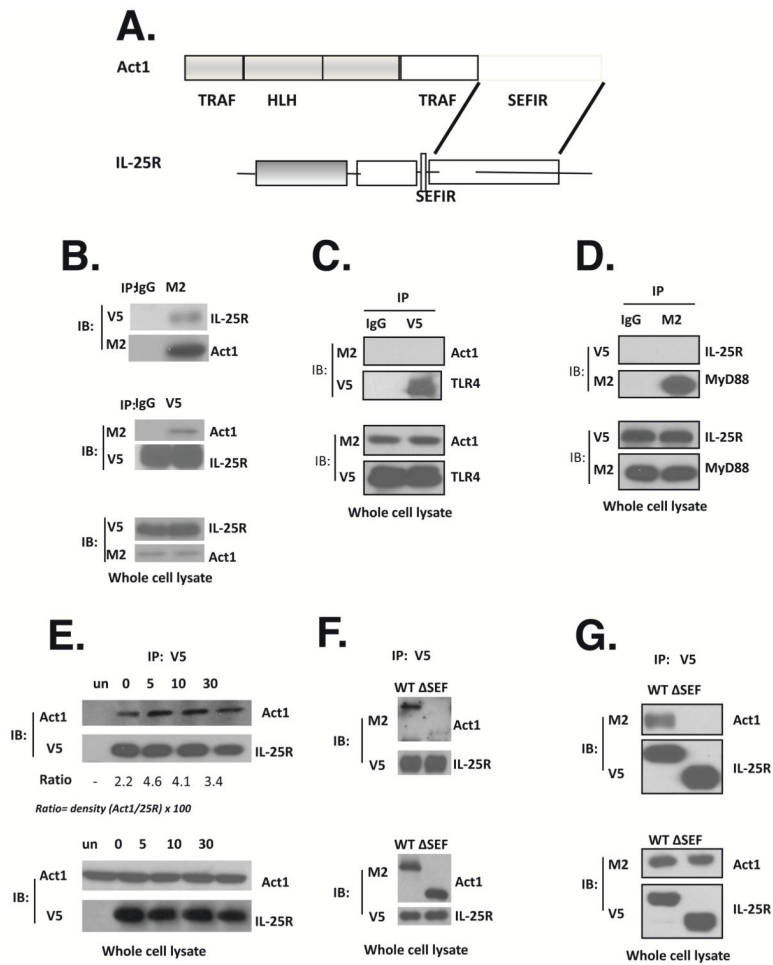 A.
Act1
TRAF HLH TRAF SEFIR
IL-25R
SEFIR
B.
IP:IgG M2
IB: V5 IL-25R
M2 Act1
IP:IgG V5
IB: M2 Act1
V5 IL-25R
IB: V5 IL-25R
M2 Act1
Whole cell lysate
C.
IP
IgG V5
IB: M2 Act1
V5 TLR4
IB: M2 Act1
V5 TLR4
Whole cell lysate
D.
IP
IgG M2
IB: V5 IL-25R
M2 MyD88
IB: V5 IL-25R
M2 MyD88
Whole cell lysate
E.
IP: V5
un 0 5 10 30
IB: Act1 Act1
V5 IL-25R
Ratio - 2.2 4.6 4.1 3.4
Ratio= density (Act1/25R) x 100
un 0 5 10 30
IB: Act1 Act1
V5 IL-25R
Whole cell lysate
F.
IP: V5
WT ΔSEF
IB: M2 Act1
V5 IL-25R
WT ΔSEF
IB: M2 Act1
V5 IL-25R
Whole cell lysate
G.
IP: V5
WT ΔSEF
IB: M2 Act1
V5 IL-25R
WT ΔSEF
IB: M2 Act1
V5 IL-25R
Whole cell lysate